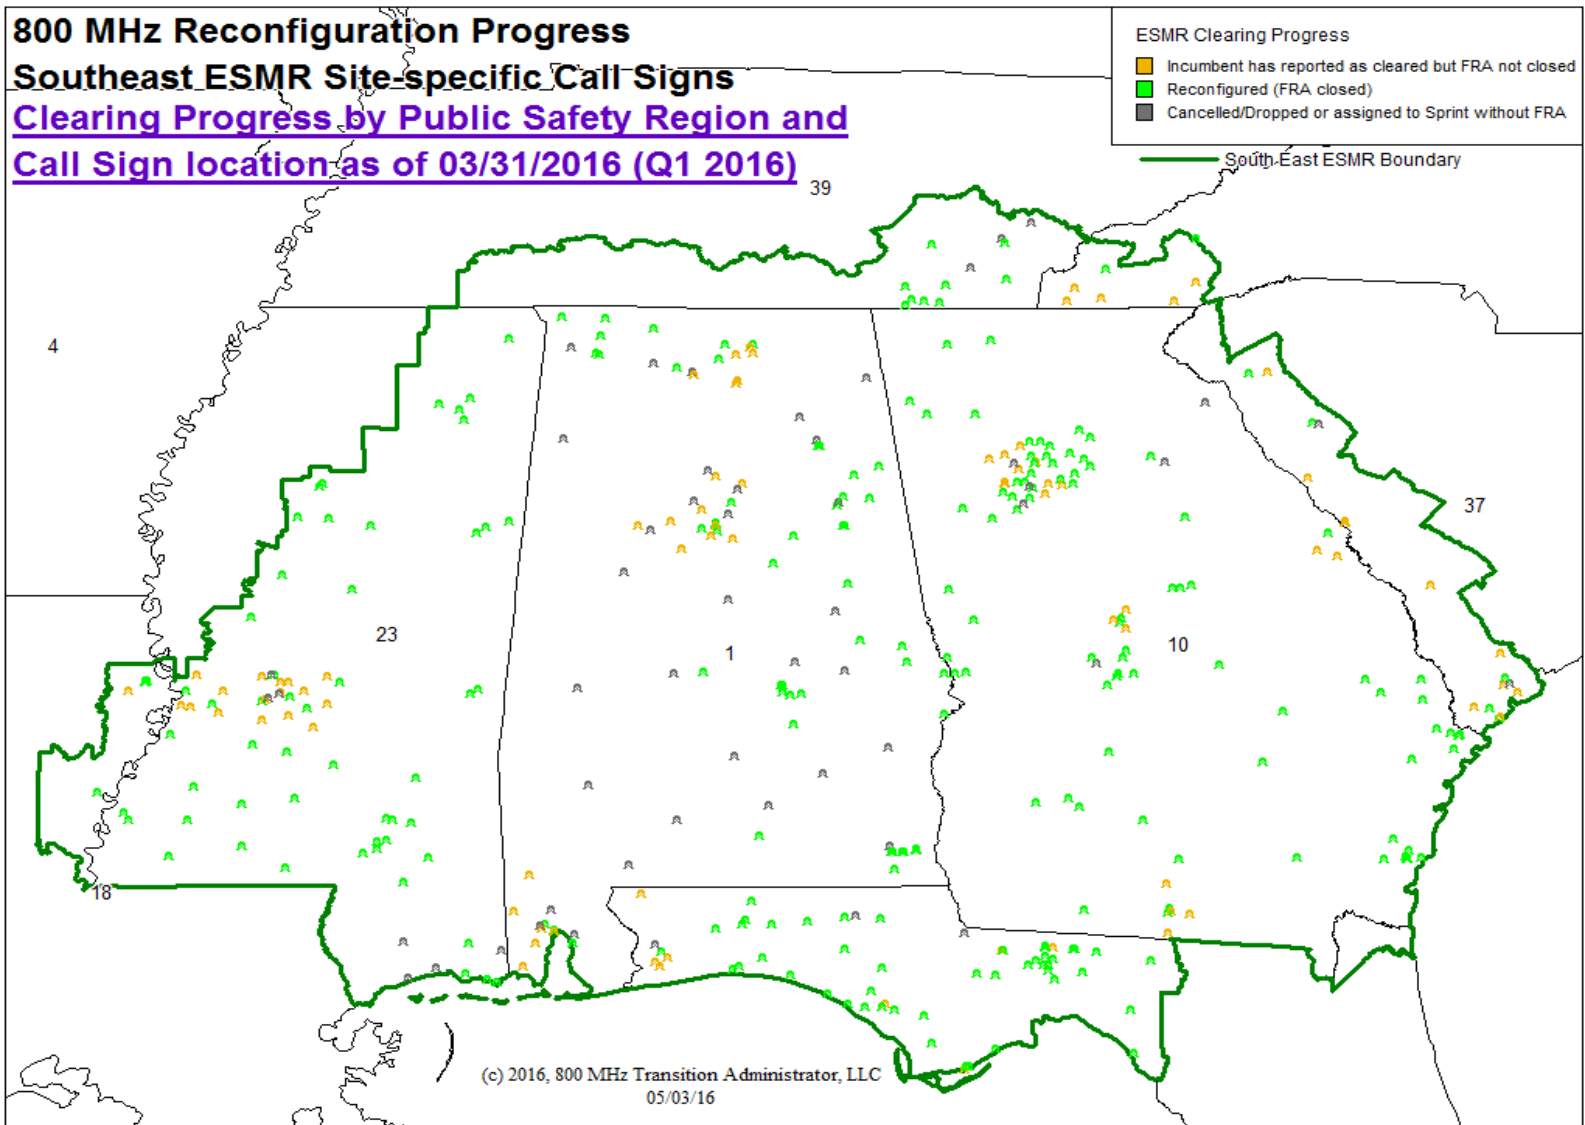 800 MHz Reconfiguration Progress
Southeast ESMR Site-specific Call Signs
Clearing Progress by Public Safety Region and
Call Sign location as of 03/31/2016 (Q1 2016)
ESMR Clearing Progress
Incumbent has reported as cleared but FRA not closed
Reconfigured (FRA closed)
Cancelled/Dropped or assigned to Sprint without FRA
South East ESMR Boundary
39
4
37
23
1
10
18
(c) 2016, 800 MHz Transition Administrator, LLC
05/03/16